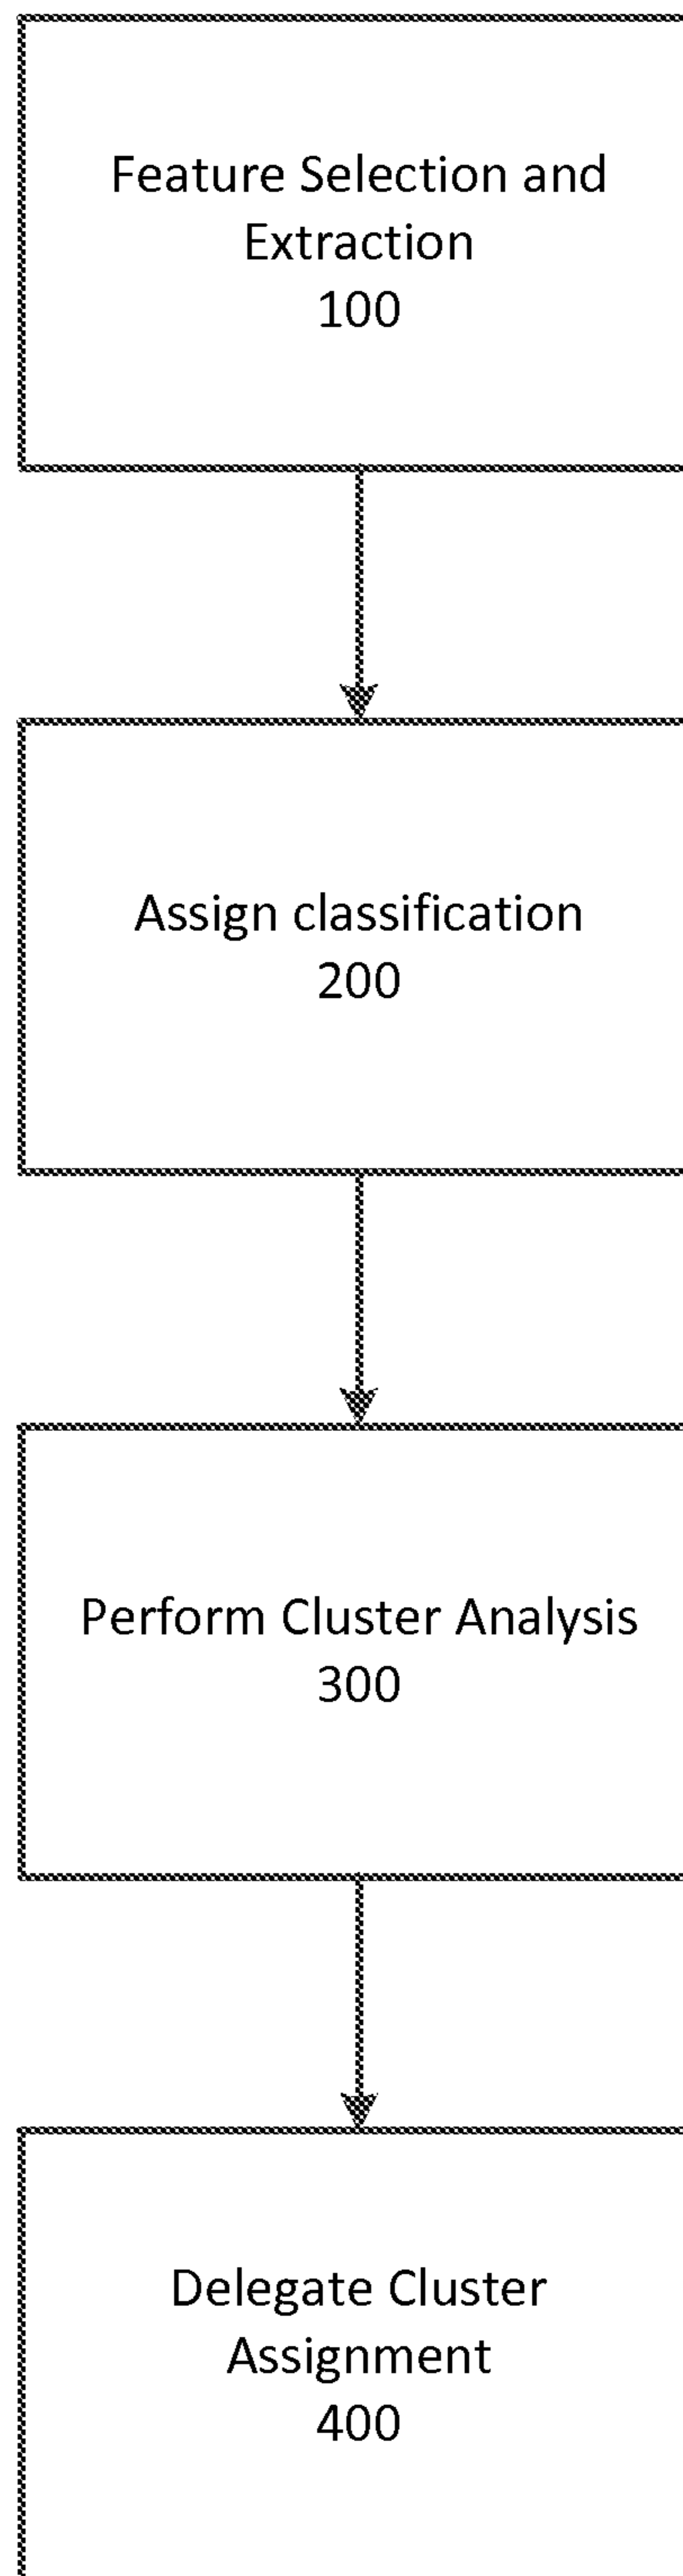 Feature Selection and
Extraction
100
Assign classification
200
Perform Cluster Analysis
300
Delegate Cluster
Assignment
400